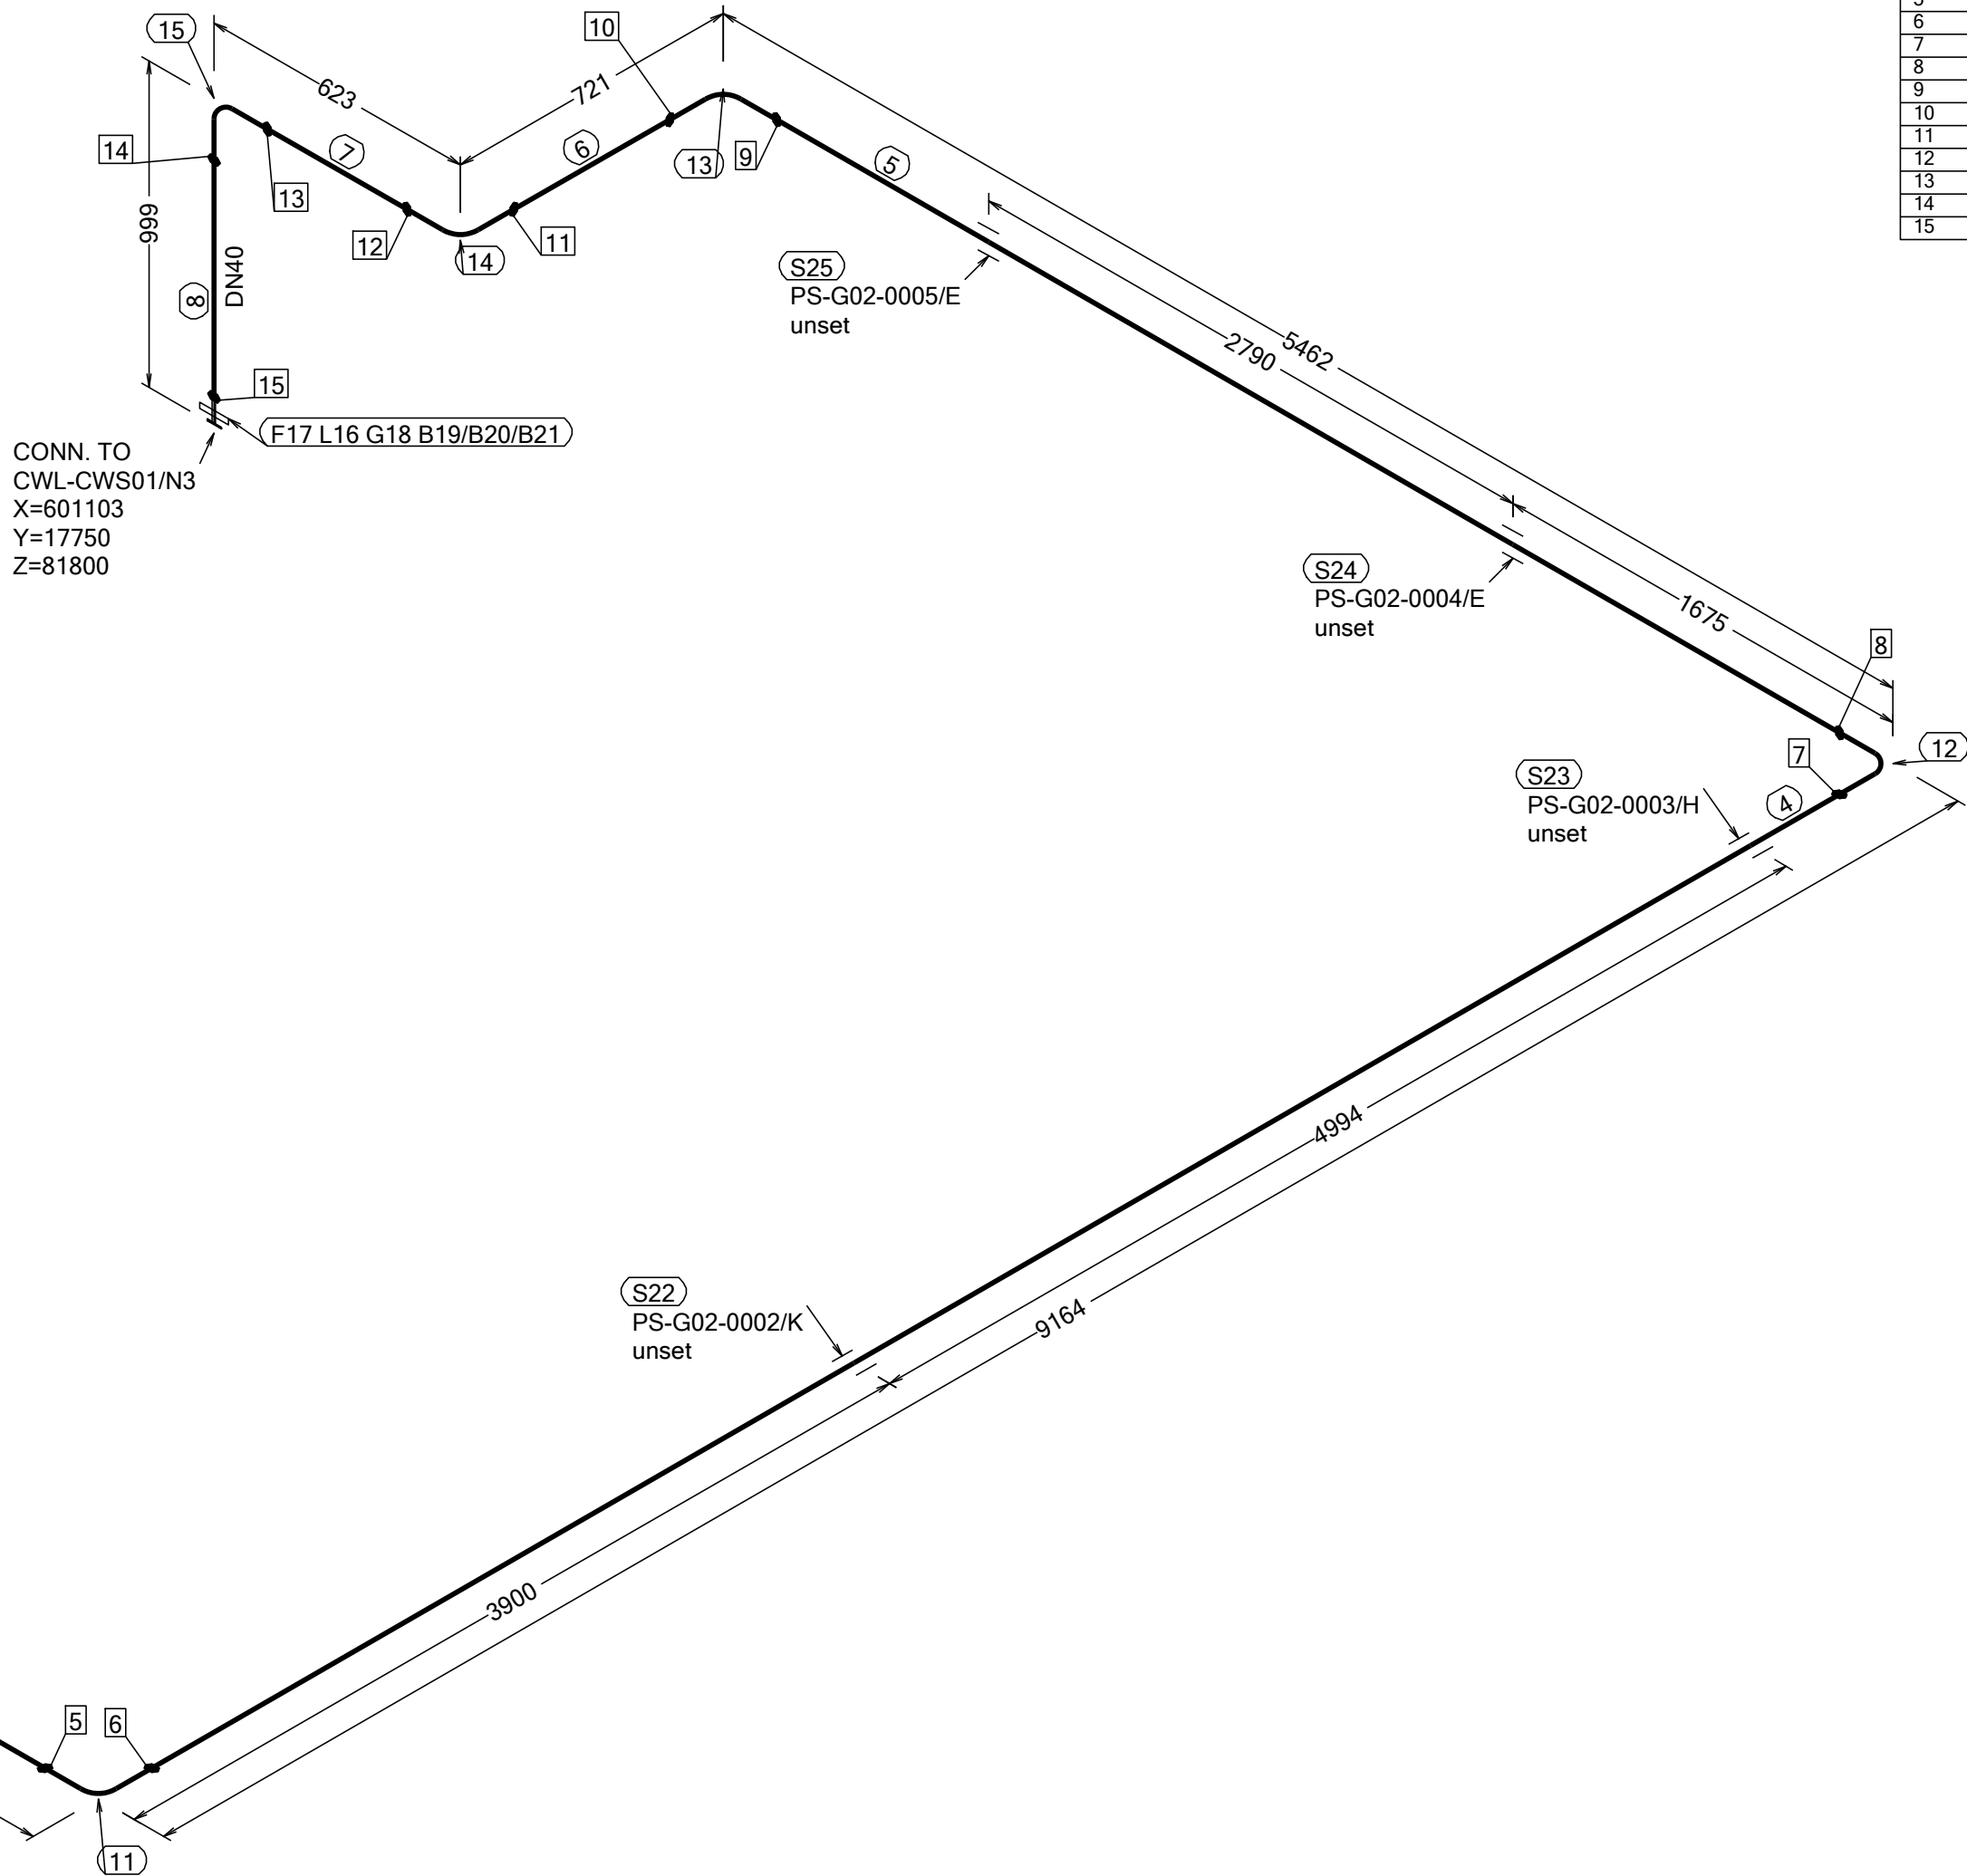 5
6
7
8
9
10
11
12
13
14
15
15
10
623
721
14
7
6
13
9
5
13
999
12
11
14
DN40
8
S25
PS-G02-0005/E
unset
2790
5462
15
F17 L16 G18 B19/B20/B21
CONN. TO
CWL-CWS01/N3
X=601103
Y=17750
Z=81800
S24
PS-G02-0004/E
unset
1675
8
7
12
S23
PS-G02-0003/H
unset
4
4994
S22
PS-G02-0002/K
unset
9164
3900
5
6
11